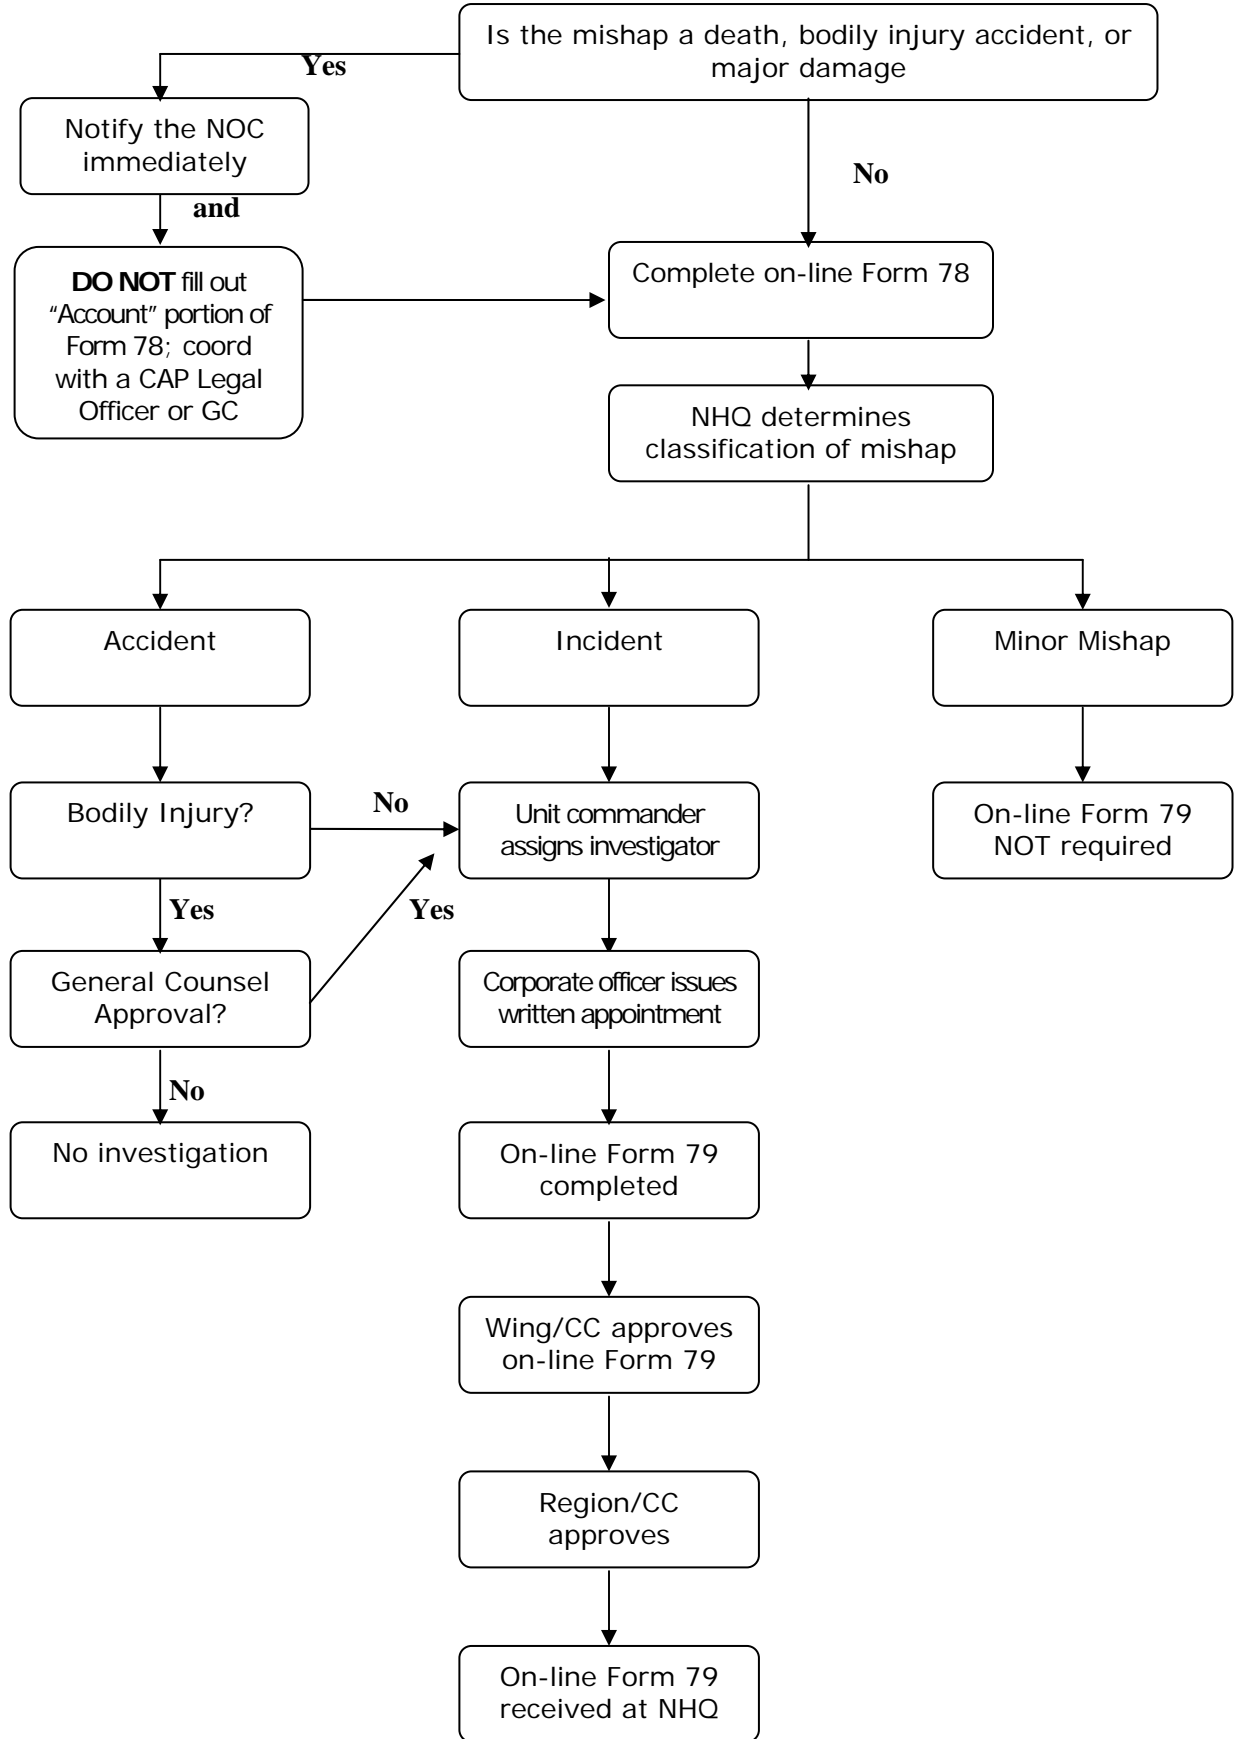 Is the mishap a death, bodily injury accident, or
major damage
Yes
Notify the NOC
immediately
No
and
DO NOT fill out
“Account” portion of
Form 78; coord
with a CAP Legal
Officer or GC
Complete on-line Form 78
NHQ determines
classification of mishap
Accident
Incident
Minor Mishap
Bodily Injury?
No
Unit commander
assigns investigator
On-line Form 79
NOT required
Yes
Yes
General Counsel
Approval?
Corporate officer issues
written appointment
No
No investigation
On-line Form 79
completed
Wing/CC approves
on-line Form 79
Region/CC
approves
On-line Form 79
received at NHQ